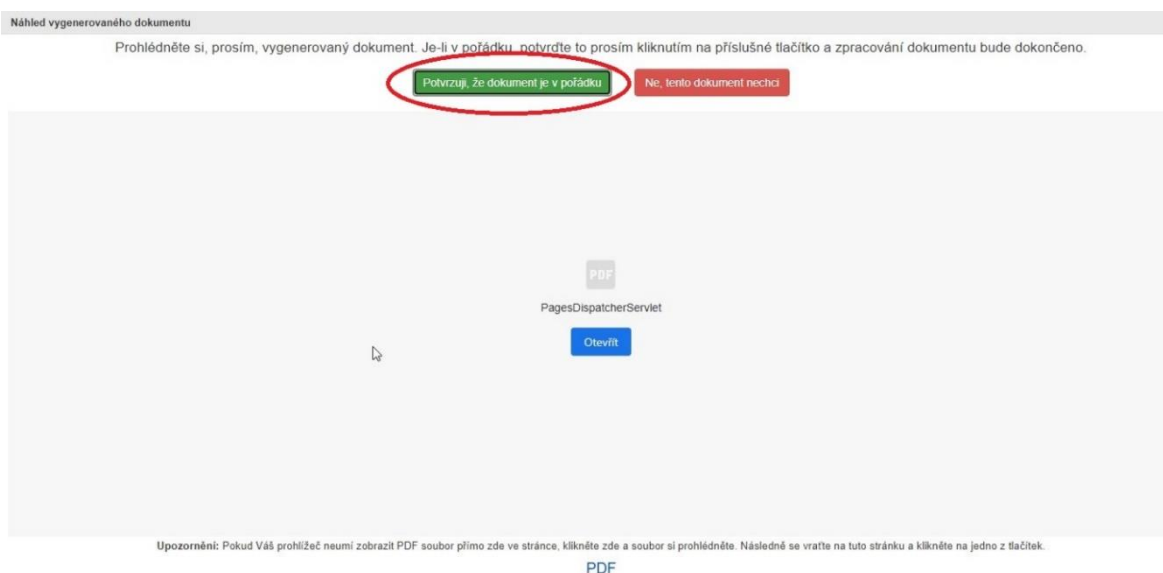 Náhled vygenerovaného dokumentu
Prohlédněte si, prosím, vygenerovaný dokument. Je-li v pořádku, potvrďte to prosím kliknutím na příslušné tlačítko a zpracování dokumentu bude dokončeno.
Potvrzuji, že dokument je v pořádku
Ne, tento dokument nechci
PDF
PagesDispatcherServlet
Otevřít
Upozornění: Pokud Váš prohlížeč neumí zobrazit PDF soubor přímo zde ve stránce, klikněte zde a soubor si prohlédněte. Následně se vraťte na tuto stránku a klikněte na jedno z tlačítek.
PDF